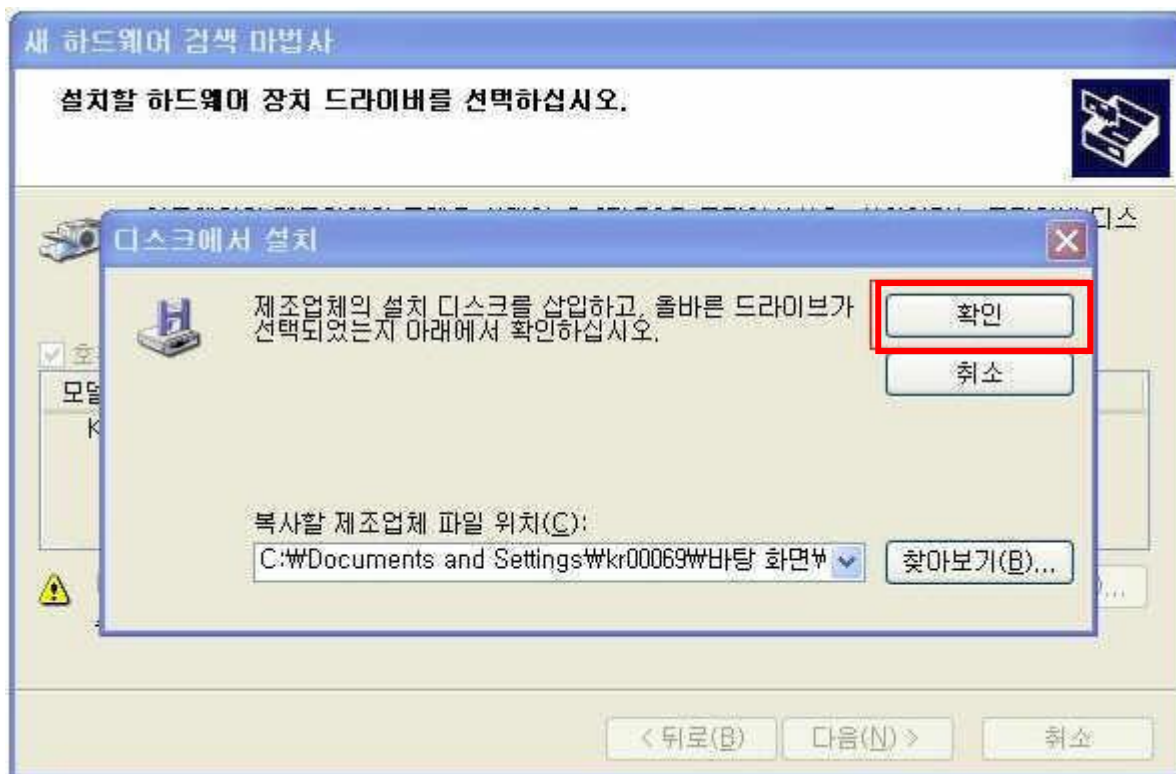 새 하드웨어 검색 마법사
설치할 하드웨어 장치 드라이버를 선택하십시오.
디스
디스크에서 설치
제조업체의 설치 디스크를 삽입하고, 올바른 드라이브가
선택되었는지 아래에서 확인하십시오.
확인
취소
호
모델
K
복사할 제조업체 파일 위치(C):
C:₩Documents and Settings₩kr00069₩바탕 화면₩
찾아보기(B)...
< 뒤로(B)
다음(N) >
취소